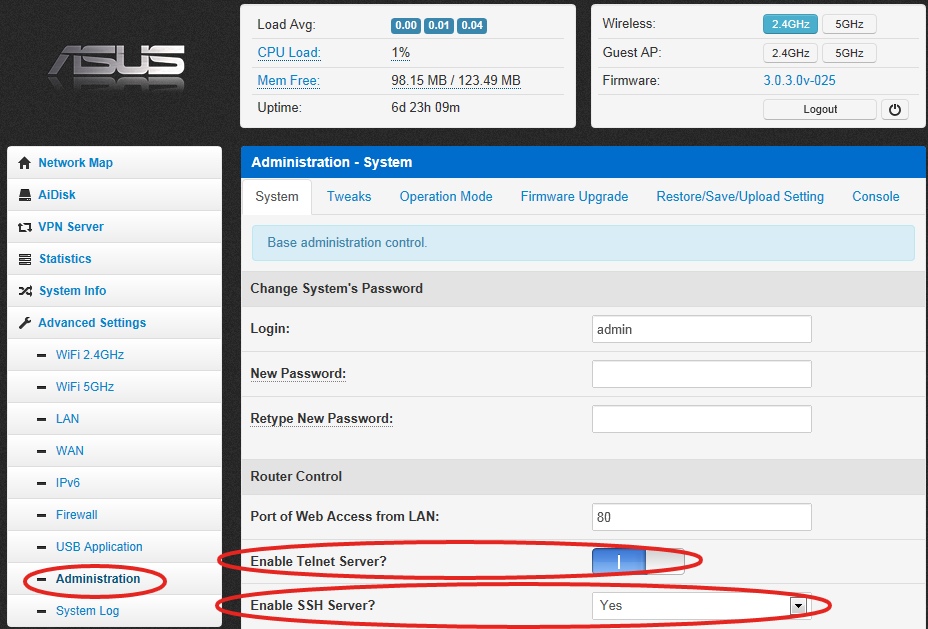 ASUS
Load Avg: 0.00 0.01 0.04
CPU Load: 1%
Mem Free: 98.15 MB / 123.49 MB
Uptime: 6d 23h 09m
Wireless: 2.4GHz 5GHz
Guest AP: 2.4GHz 5GHz
Firmware: 3.0.3.0v-025
Logout
Network Map
AiDisk
VPN Server
Statistics
System Info
Advanced Settings
WiFi 2.4GHz
WiFi 5GHz
LAN
WAN
IPv6
Firewall
USB Application
Administration
System Log
Administration - System
System Tweaks Operation Mode Firmware Upgrade Restore/Save/Upload Setting Console
Base administration control.
Change System's Password
Login: admin
New Password:
Retype New Password:
Router Control
Port of Web Access from LAN: 80
Enable Telnet Server?
Enable SSH Server? Yes